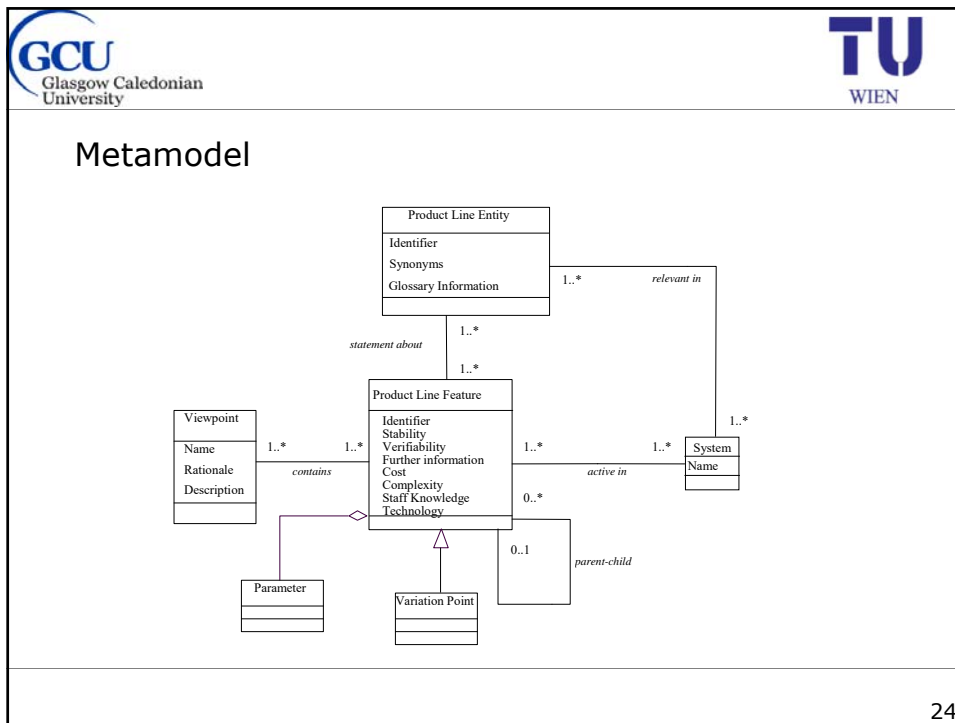 GCU
Glasgow Caledonian
University
TU
WIEN
Metamodel
Product Line Entity
Identifier
Synonyms
Glossary Information
1..*
relevant in
1..*
statement about
1..*
Product Line Feature
Identifier
Stability
Verifiability
Further information
Cost
Complexity
Staff Knowledge
Technology
Viewpoint
Name
Rationale
Description
1..*
1..*
contains
1..*
1..*
active in
1..*
System
Name
0..*
0..1
parent-child
Parameter
Variation Point
24